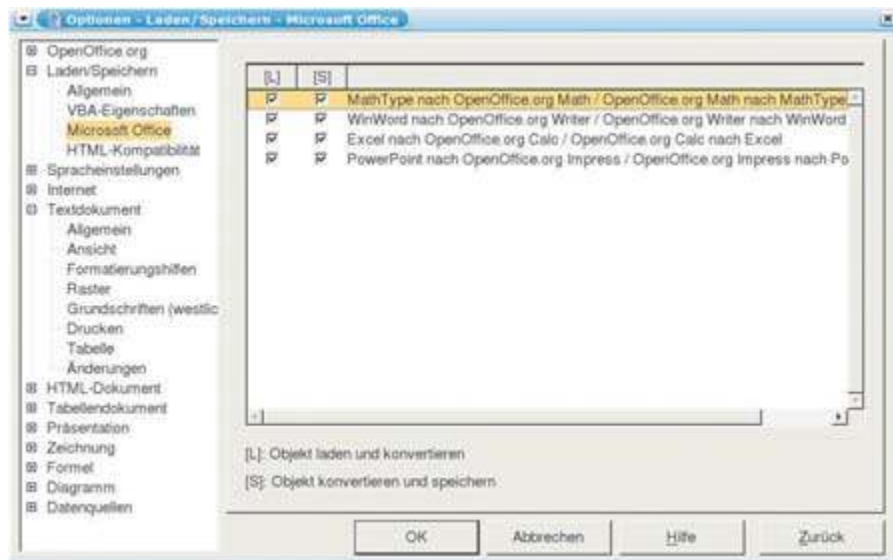 Optionen - Laden/Speichern - Microsoft Office
OpenOffice.org
Laden/Speichern
Allgemein
VBA-Eigenschaften
Microsoft Office
HTML-Kompatibilität
Spracheinstellungen
Internet
Textdokument
Allgemein
Ansicht
Formatierungshilfen
Raster
Grundschriften (westlic
Drucken
Tabelle
Änderungen
HTML-Dokument
Tabellendokument
Präsentation
Zeichnung
Formel
Diagramm
Datenquellen
[L] [S]
MathType nach OpenOffice.org Math / OpenOffice.org Math nach MathType
WinWord nach OpenOffice.org Writer / OpenOffice.org Writer nach WinWord
Excel nach OpenOffice.org Calc / OpenOffice.org Calc nach Excel
PowerPoint nach OpenOffice.org Impress / OpenOffice.org Impress nach Po
[L]: Objekt laden und konvertieren
[S]: Objekt konvertieren und speichern
OK Abbrechen Hilfe Zurück